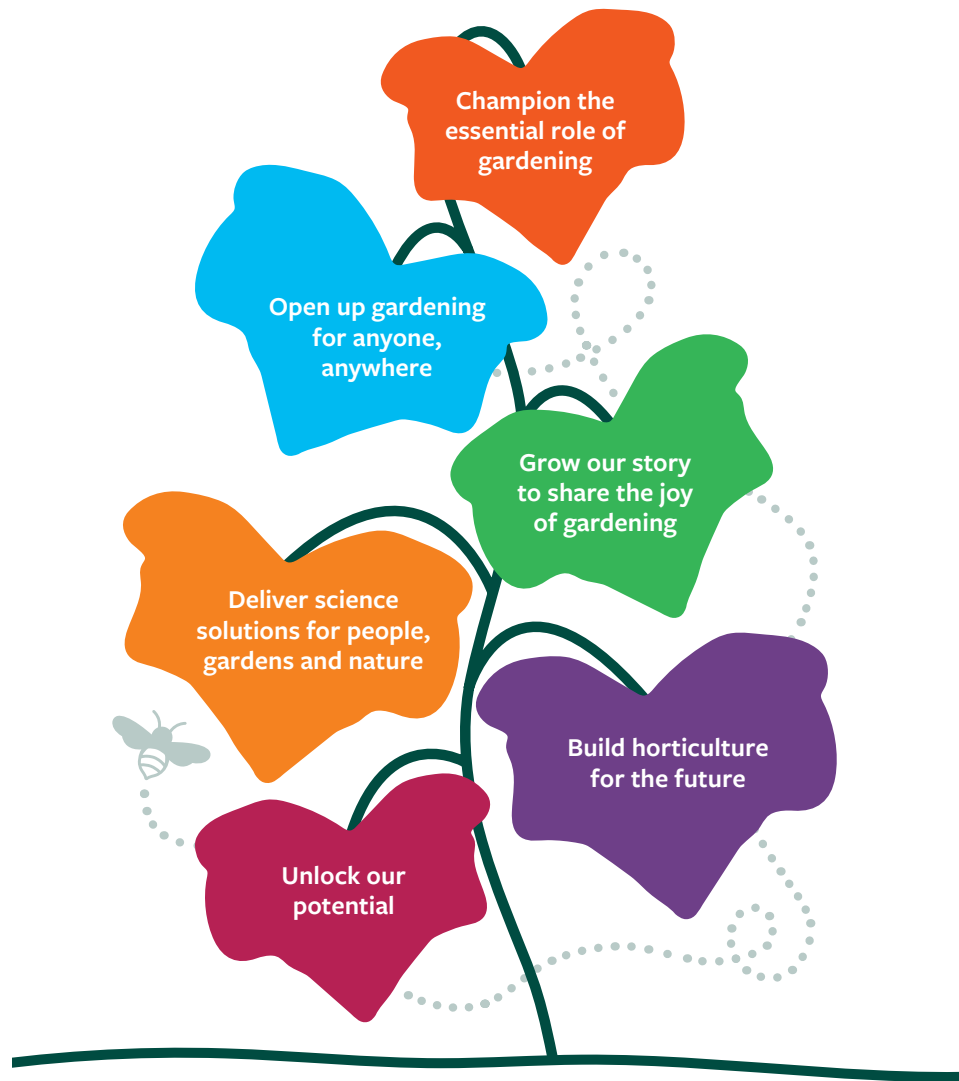 Champion the
essential role of
gardening
Open up gardening
for anyone,
anywhere
Grow our story
to share the joy
of gardening
Deliver science
solutions for people,
gardens and nature
Build horticulture
for the future
Unlock our
potential